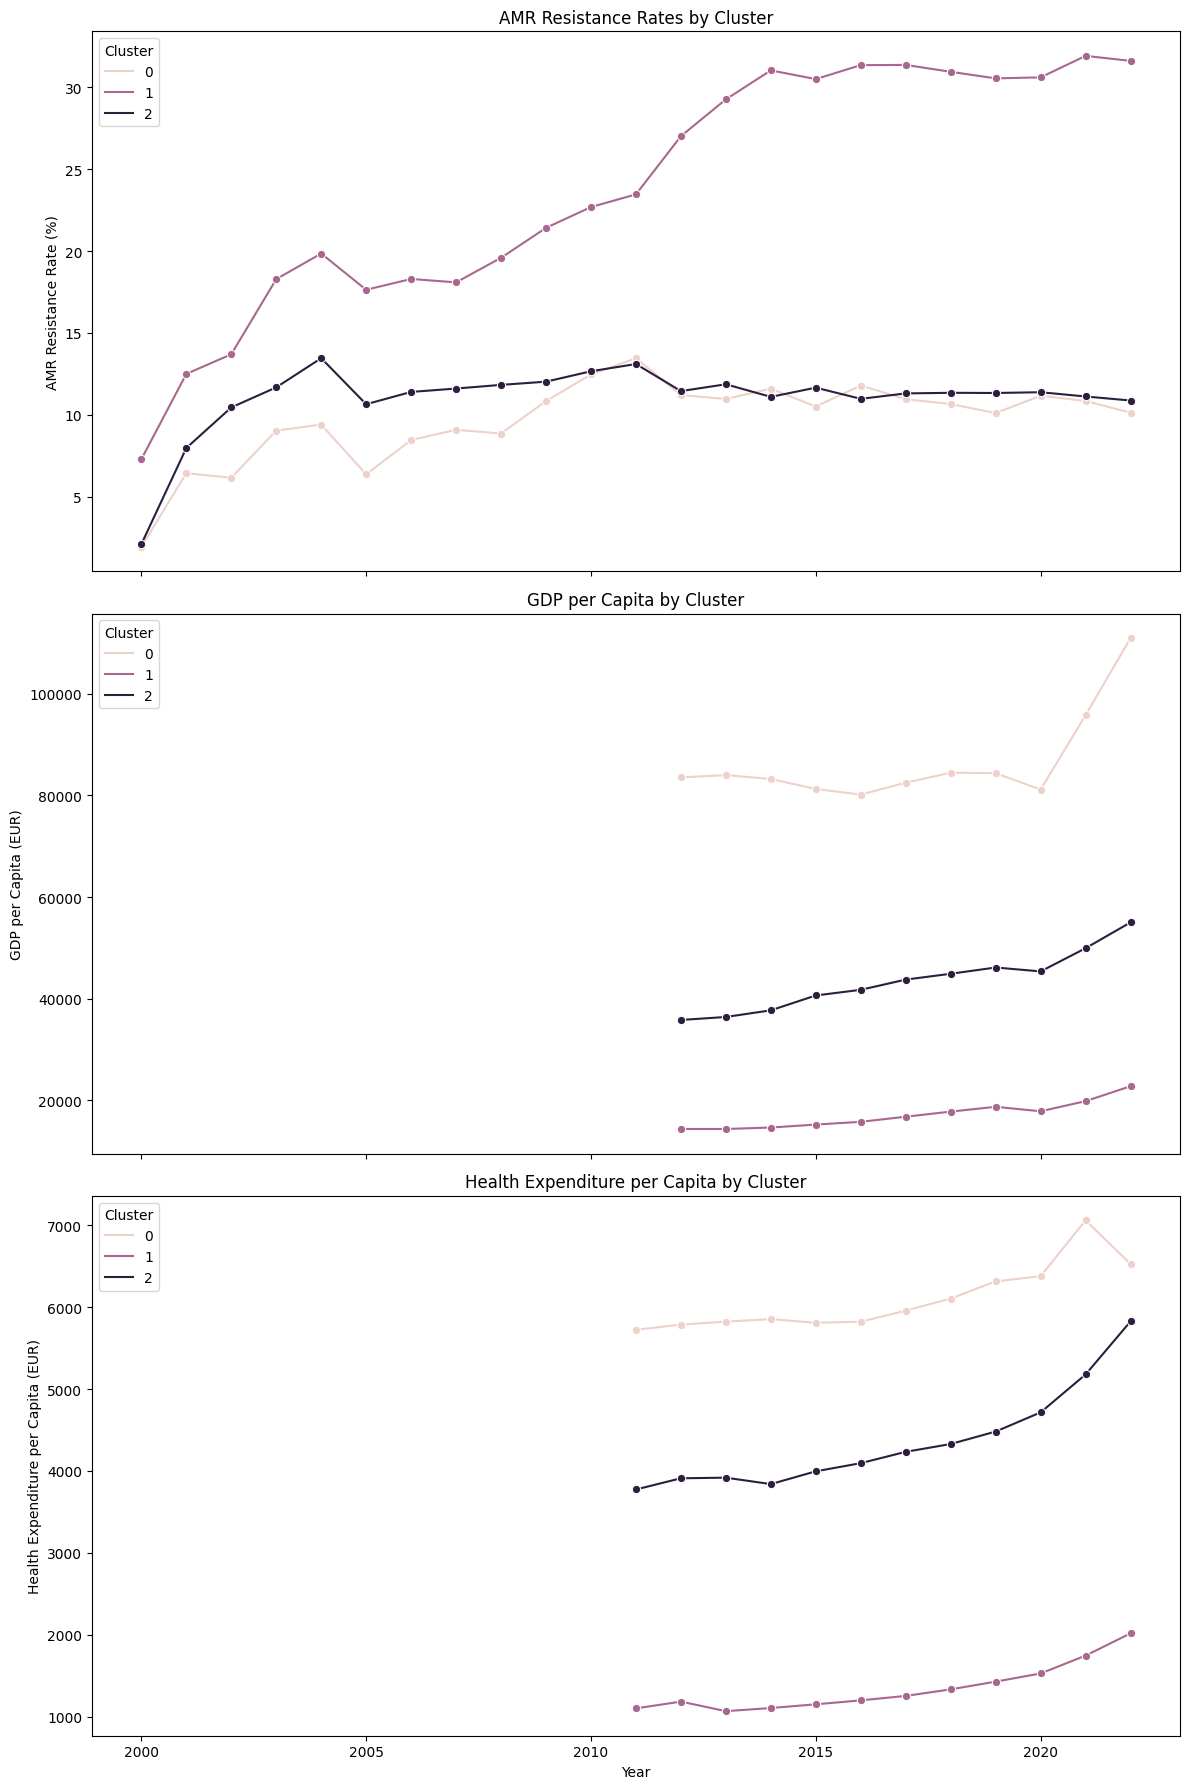 AMR Resistance Rates by Cluster
Cluster
0
1
2
30
25
20
15
10
5
AMR Resistance Rate (%)
GDP per Capita by Cluster
Cluster
0
1
2
100000
80000
60000
40000
20000
GDP per Capita (EUR)
Health Expenditure per Capita by Cluster
Cluster
0
1
2
7000
6000
5000
4000
3000
2000
1000
Health Expenditure per Capita (EUR)
2000 2005 2010 2015 2020
Year